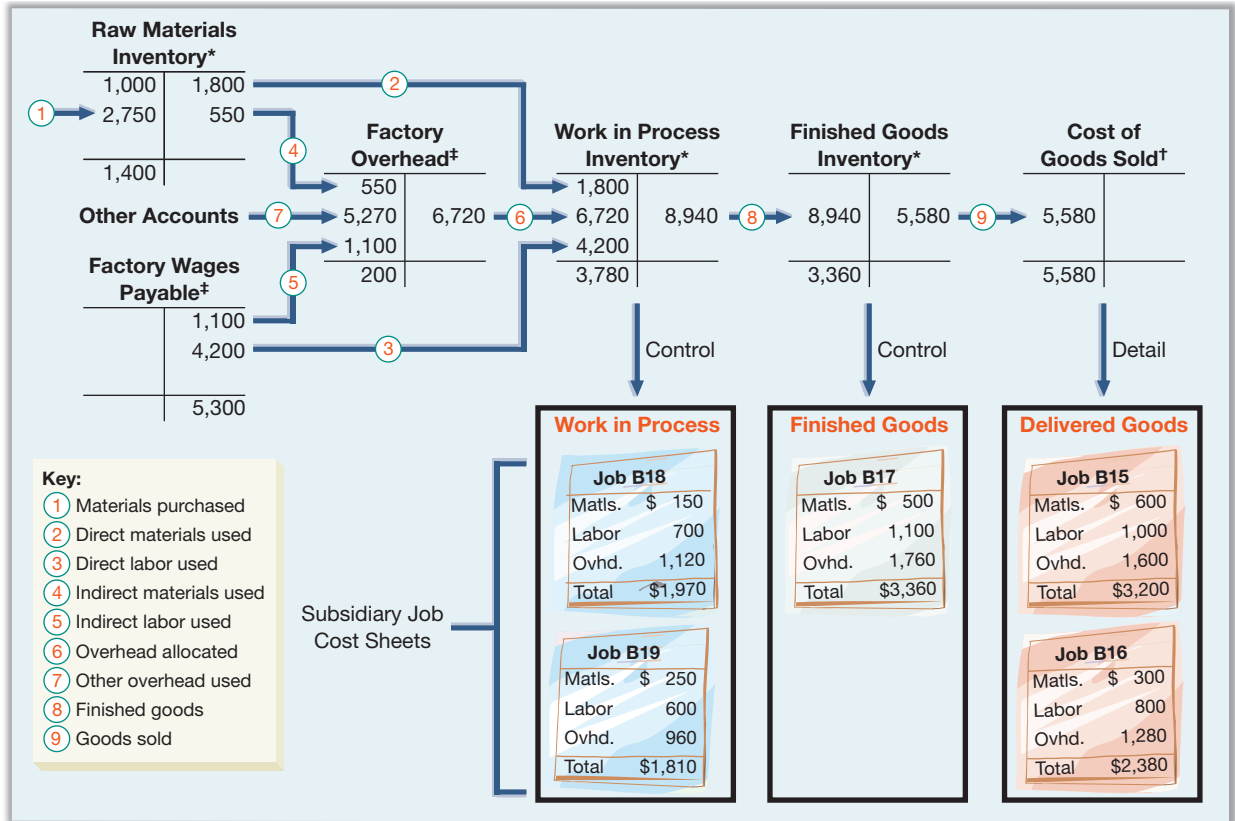 Raw Materials
Inventory*
1,000 1,800
2,750 550
1,400
1
2
4
Factory
Overhead‡
550
5,270 6,720
1,100
200
Other Accounts
7
6
Work in Process
Inventory*
1,800
6,720 8,940
4,200
3,780
8
Finished Goods
Inventory*
8,940 5,580
3,360
9
Cost of
Goods Sold†
5,580
5,580
Factory Wages
Payable‡
1,100
4,200
5,300
5
3
Control
Control
Detail
Key:
1 Materials purchased
2 Direct materials used
3 Direct labor used
4 Indirect materials used
5 Indirect labor used
6 Overhead allocated
7 Other overhead used
8 Finished goods
9 Goods sold
Subsidiary Job
Cost Sheets
Work in Process
Job B18
Matls. $ 150
Labor 700
Ovhd. 1,120
Total $1,970
Job B19
Matls. $ 250
Labor 600
Ovhd. 960
Total $1,810
Finished Goods
Job B17
Matls. $ 500
Labor 1,100
Ovhd. 1,760
Total $3,360
Delivered Goods
Job B15
Matls. $ 600
Labor 1,000
Ovhd. 1,600
Total $3,200
Job B16
Matls. $ 300
Labor 800
Ovhd. 1,280
Total $2,380